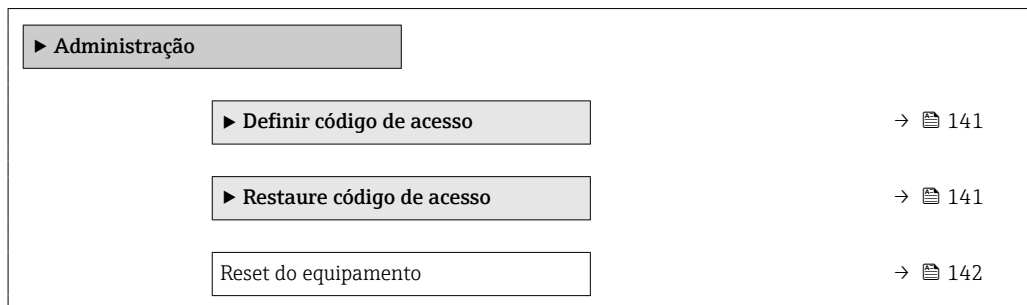 ▶ Administração
▶ Definir código de acesso → 141
▶ Restaure código de acesso → 141
Reset do equipamento → 142